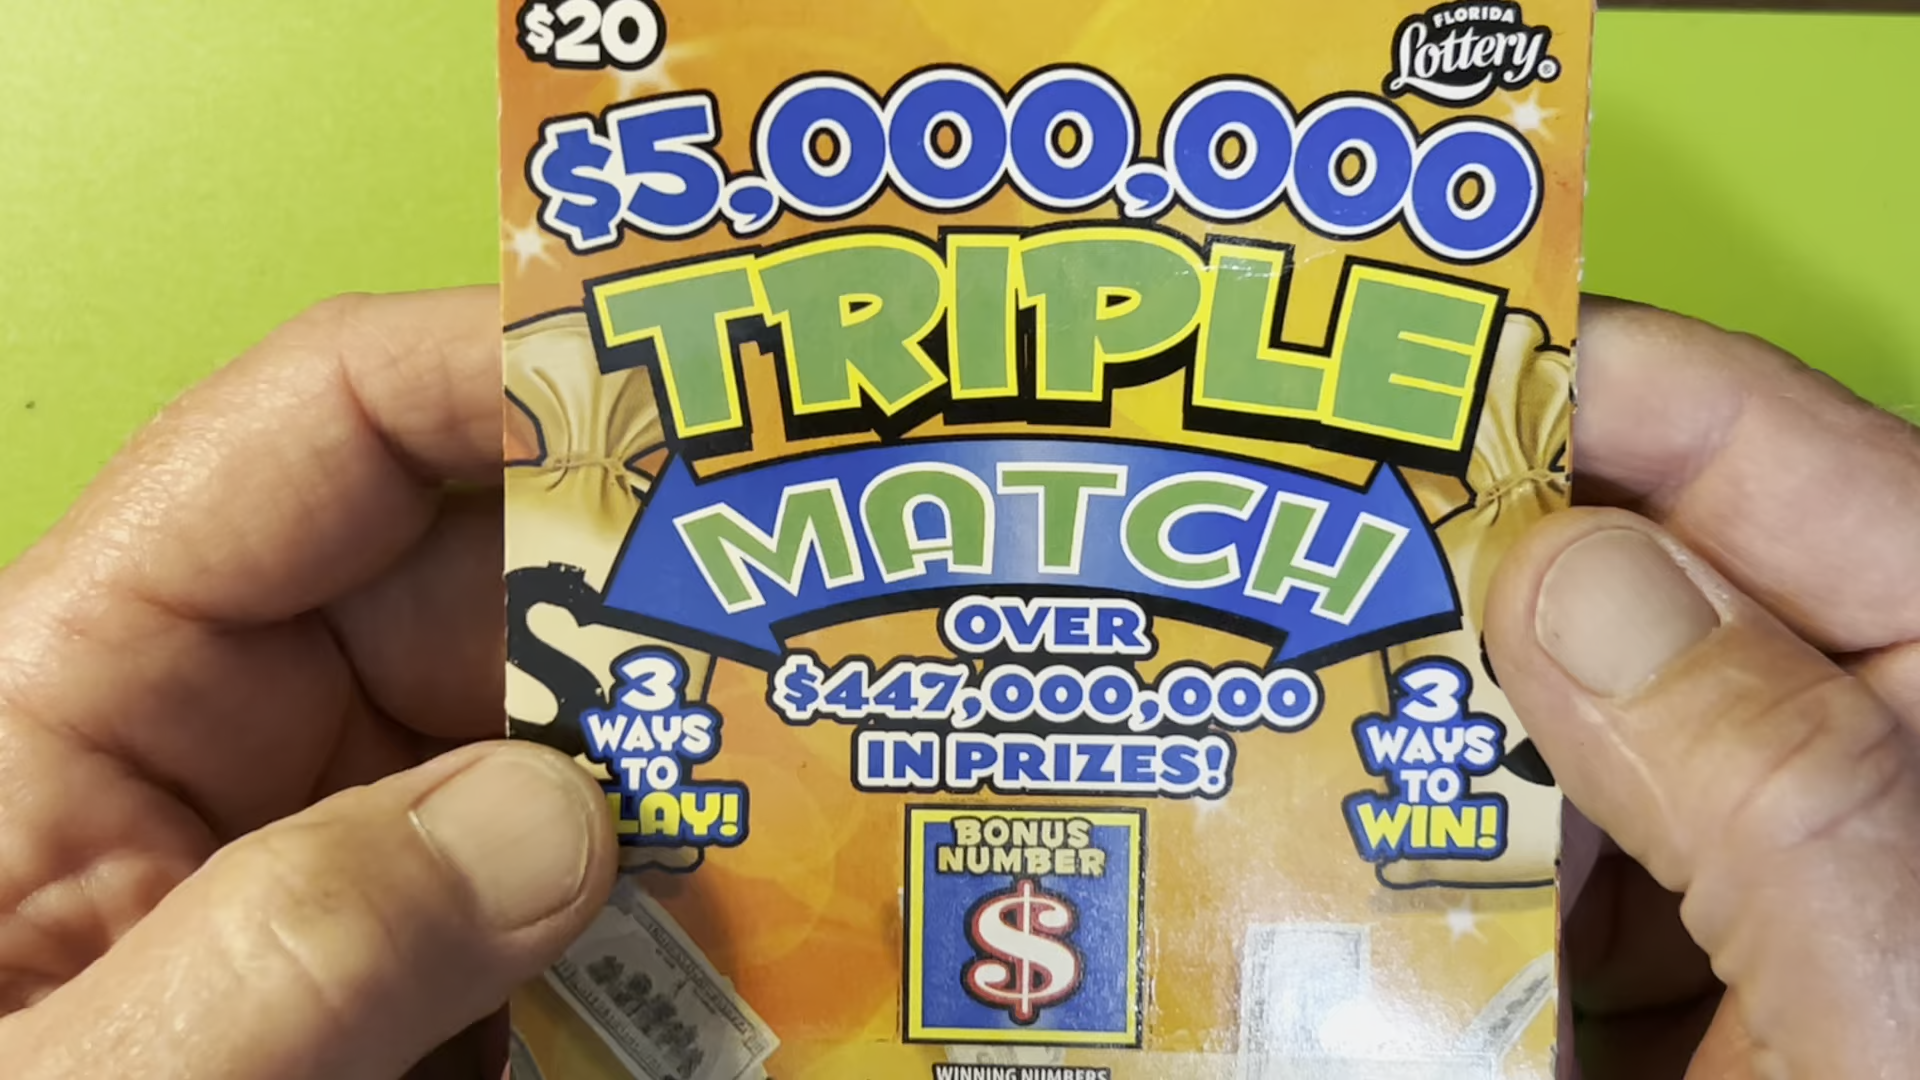 $20
FLORIDA
Lottery®
$5,000,000
TRIPLE
MATCH
OVER
$447,000,000
IN PRIZES!
3
WAYS
TO
LAY!
3
WAYS
TO
WIN!
BONUS
NUMBER
$
WINNING NUMBERS